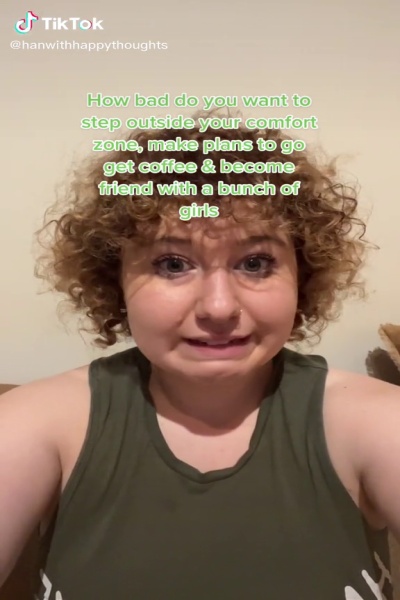 TikTok
@hanwithhappythoughts
How bad do you want to
step outside your comfort
zone, make plans to go
get coffee & become
friend with a bunch of
girls